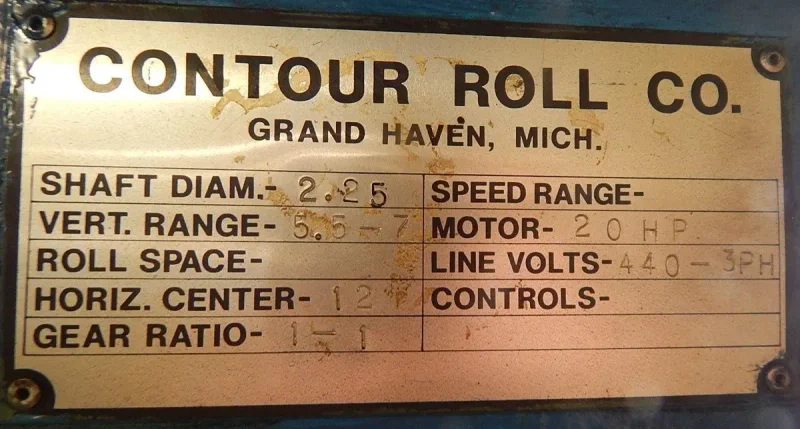 CONTOUR ROLL CO.
GRAND HAVEN, MICH.
SHAFT DIAM.- 2.25 SPEED RANGE-
VERT. RANGE- 5.5-7 MOTOR- 20 HP
ROLL SPACE- LINE VOLTS- 440-3PH
HORIZ. CENTER- 12 CONTROLS-
GEAR RATIO- 1-1